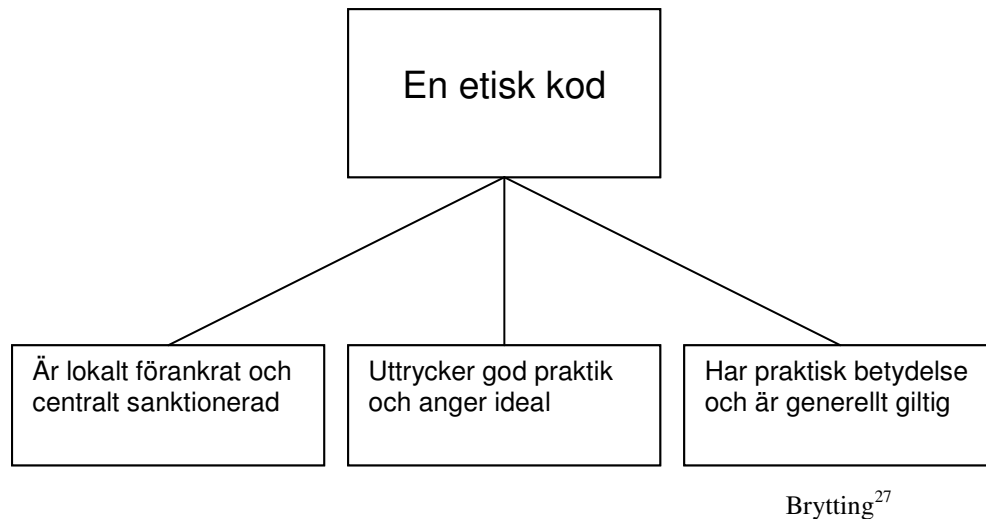 En etisk kod
Är lokalt förankrat och
centralt sanktionerad
Uttrycker god praktik
och anger ideal
Har praktisk betydelse
och är generellt giltig
Brytting27